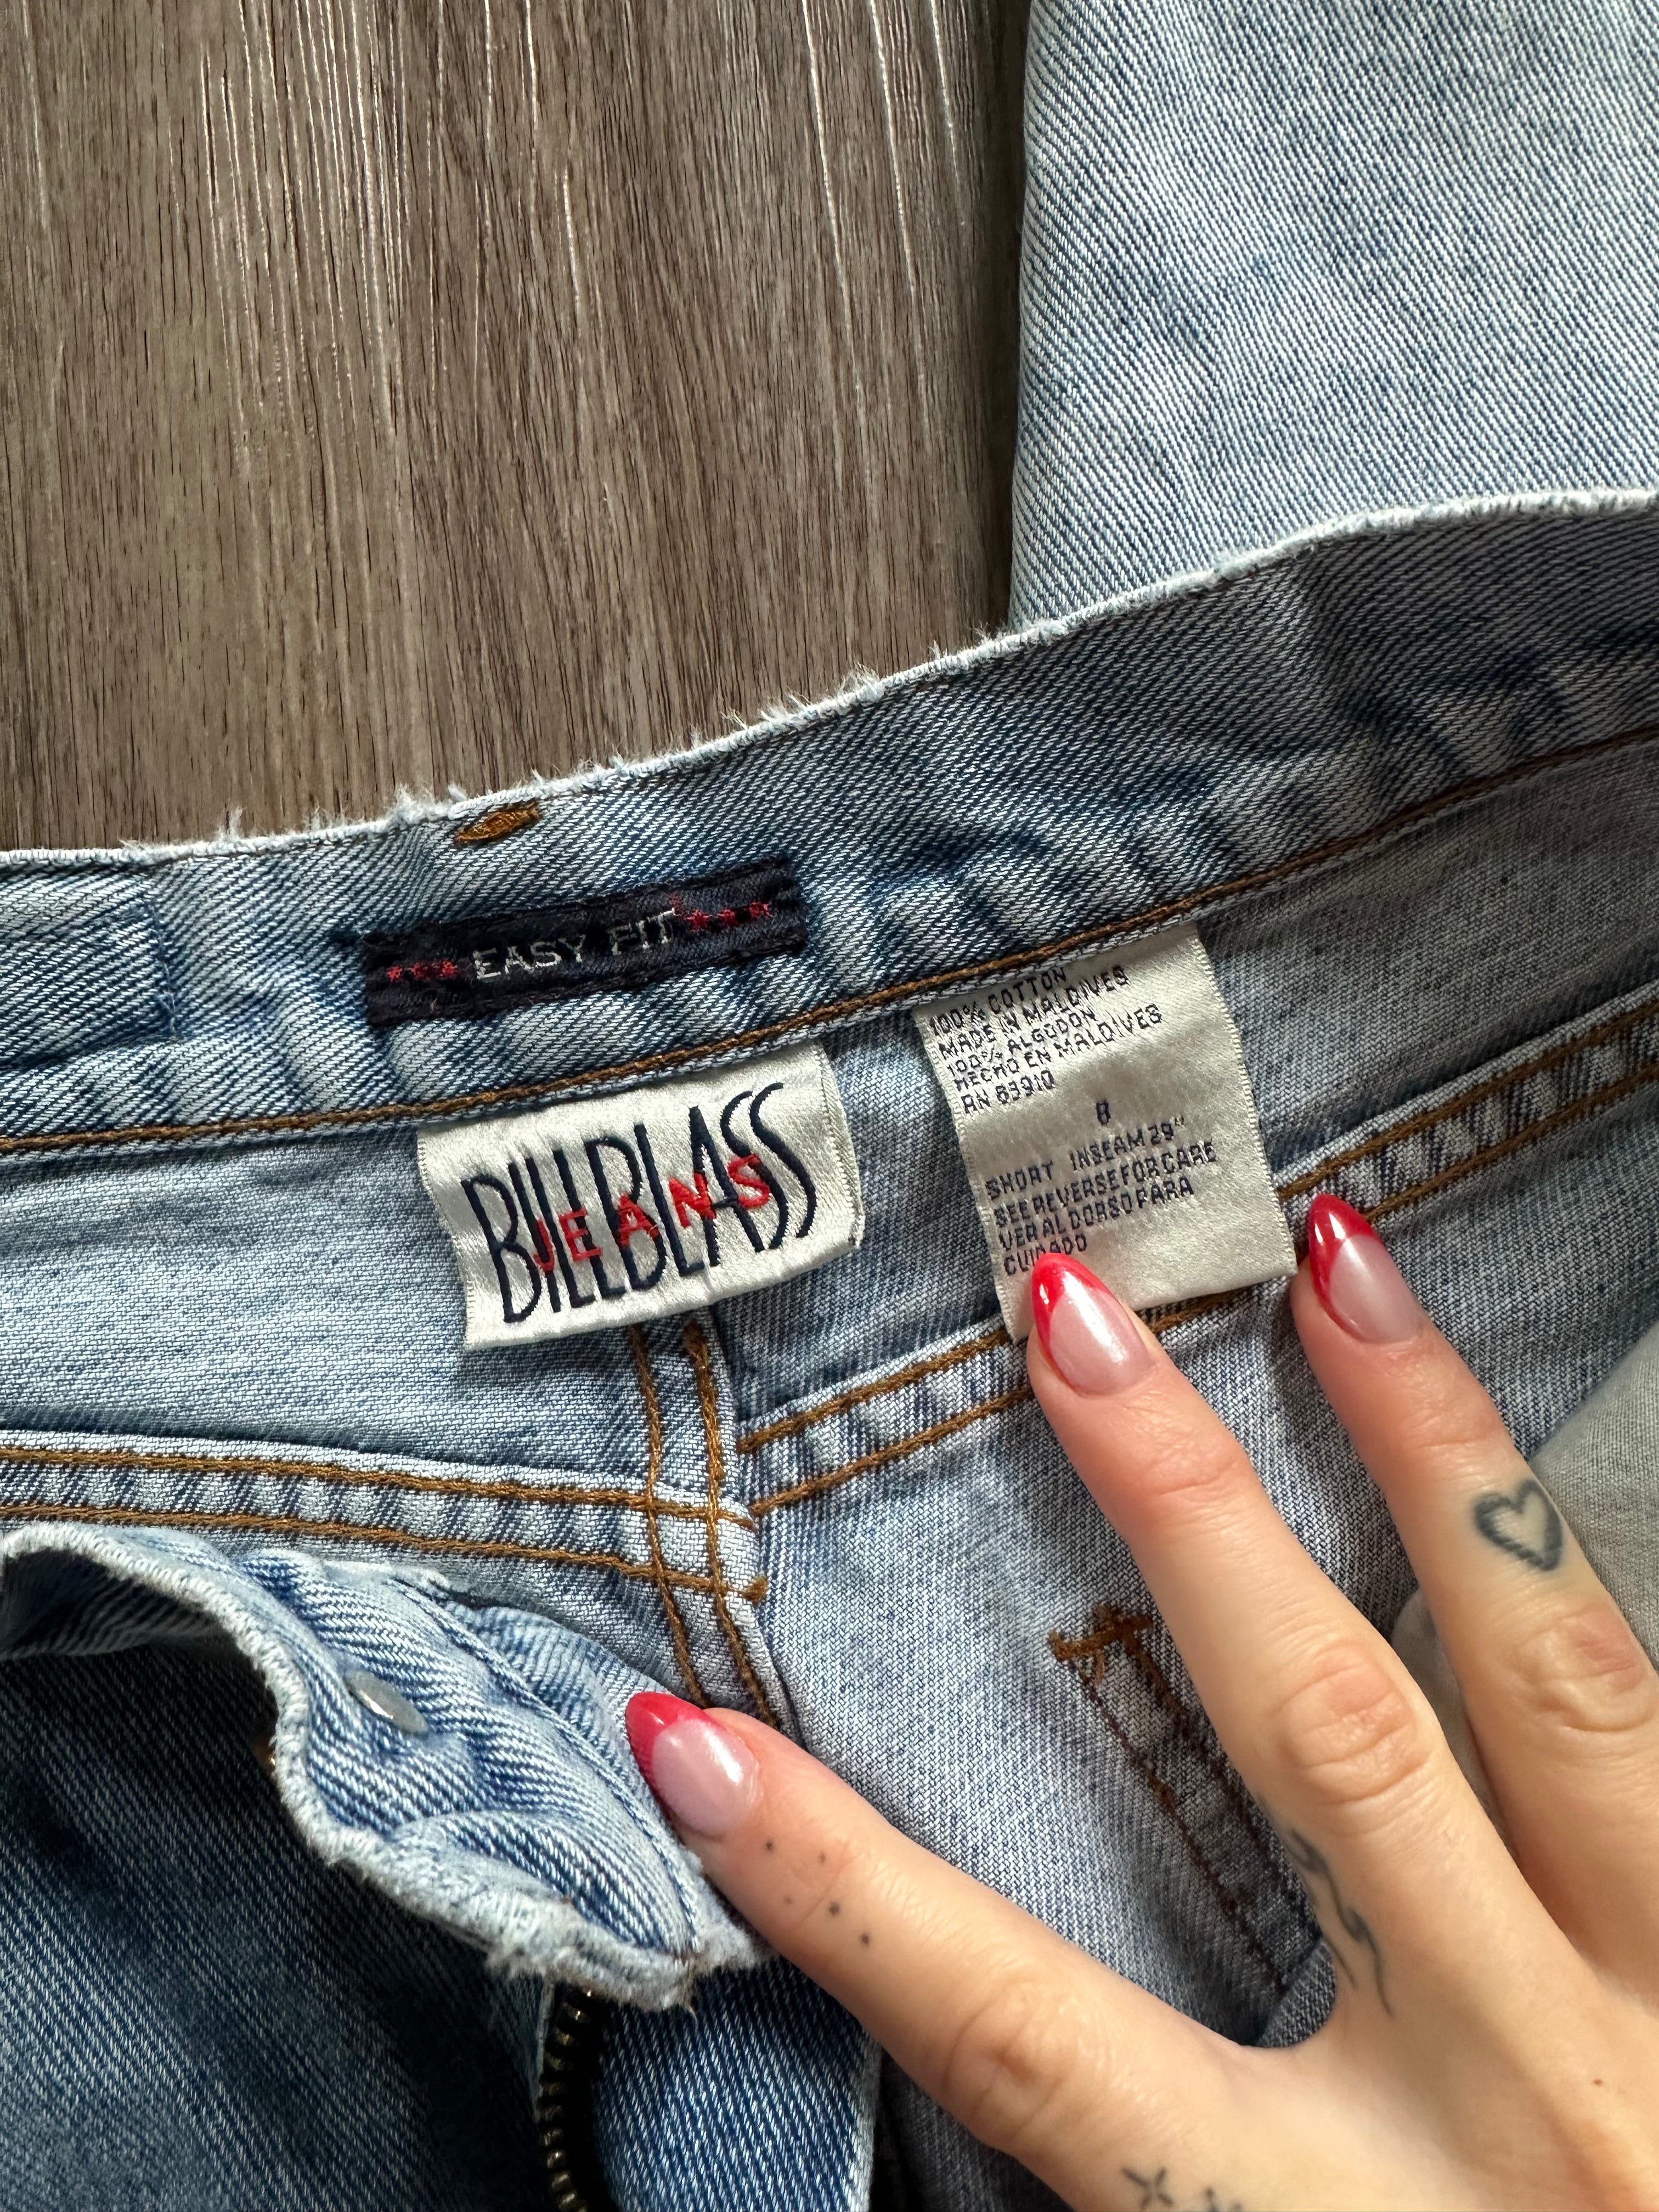 EASY FIT
BILL BLASS
JEANS
100% COTTON
MADE IN MALDIVES
100% ALGODON
HECHO EN MALDIVES
RN 63910
8
SHORT INSEAM 29"
SEE REVERSE FOR CARE
VER AL DORSO PARA
CUIDADO